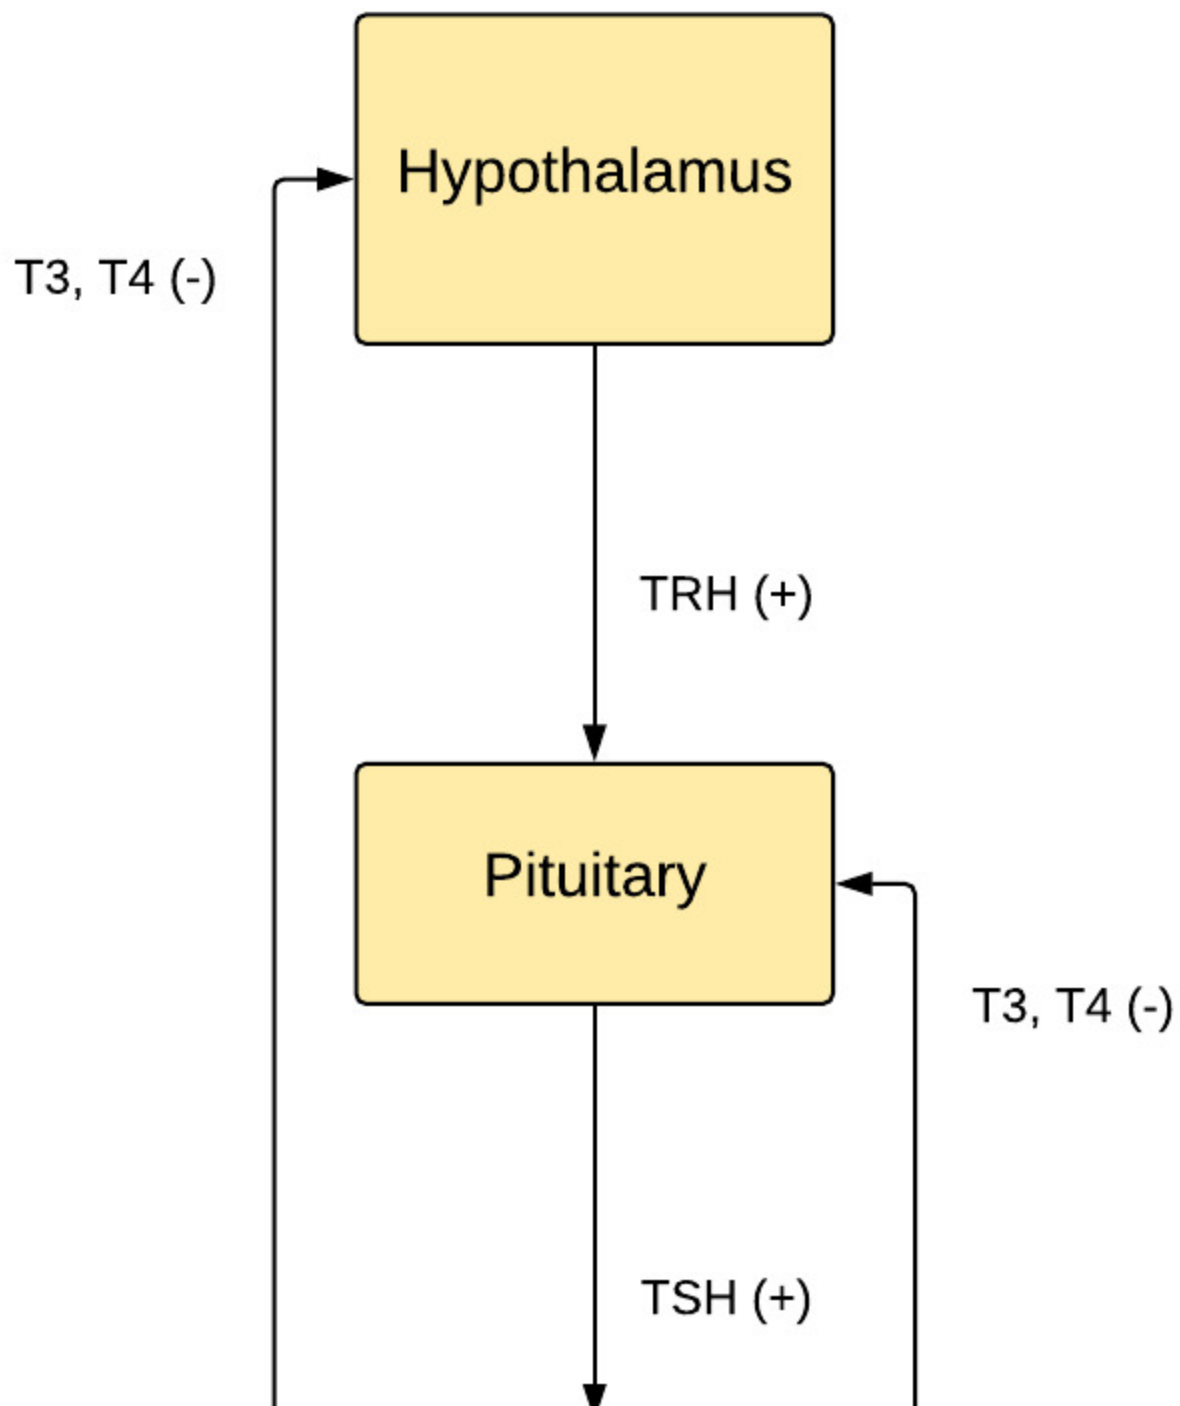 Hypothalamus
T3, T4 (-)
TRH (+)
Pituitary
T3, T4 (-)
TSH (+)